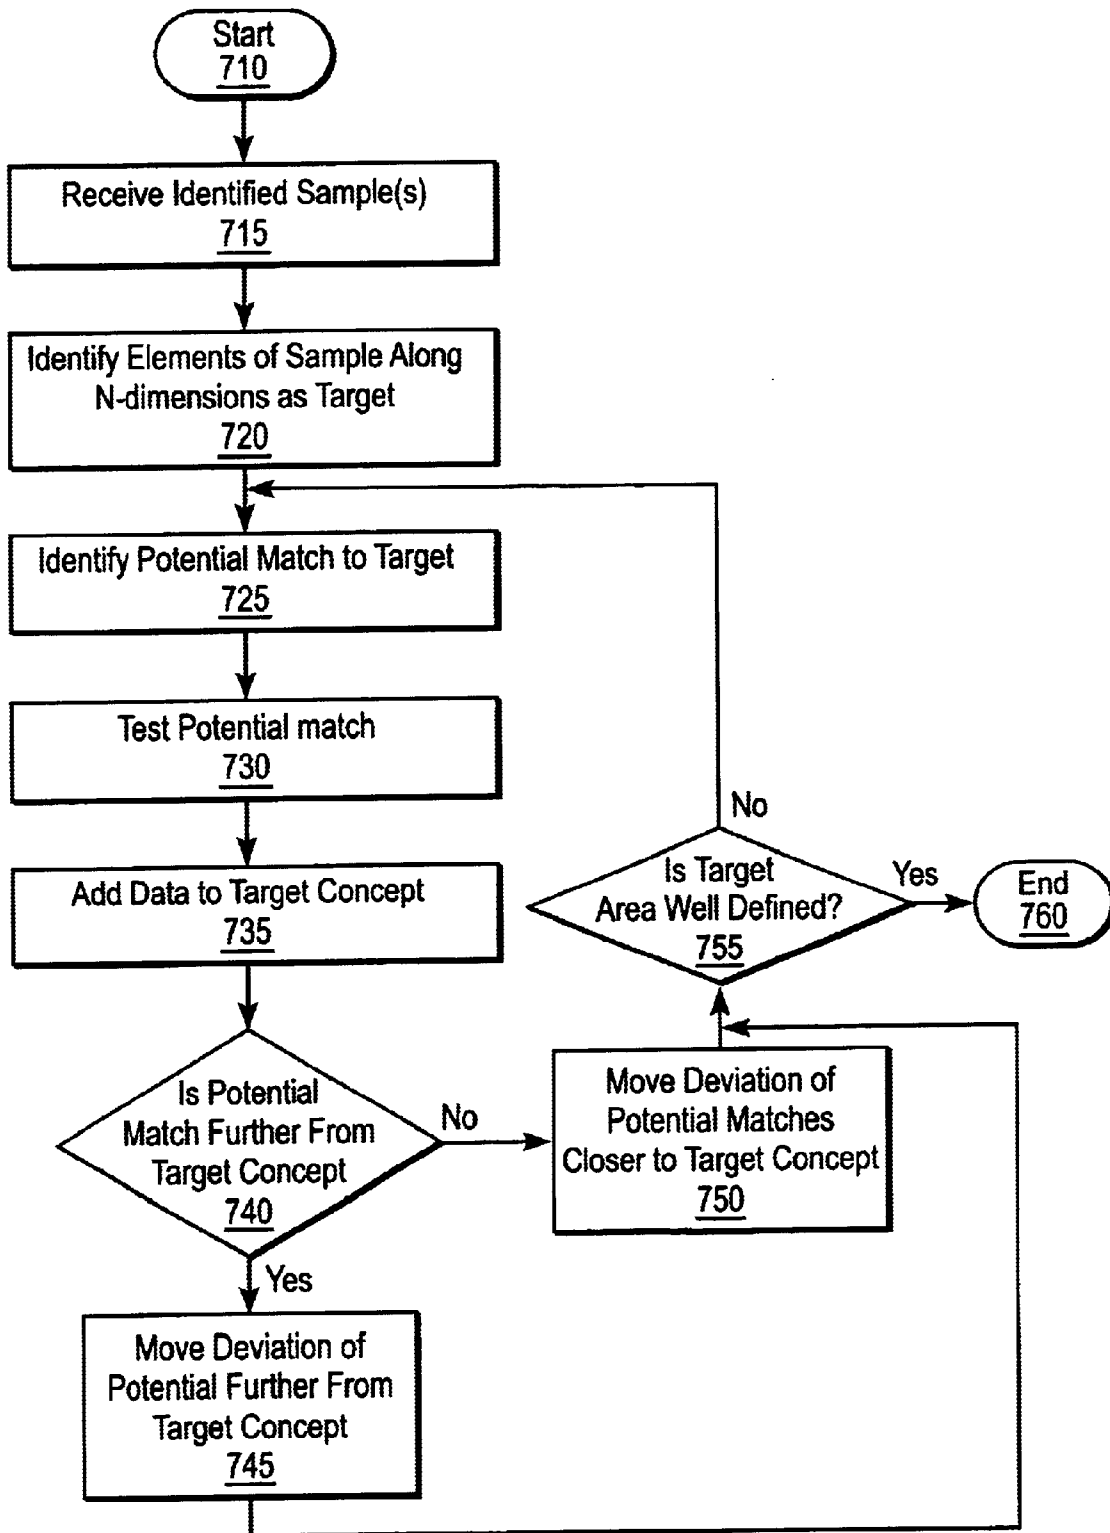 Start
710
Receive Identified Sample(s)
715
Identify Elements of Sample Along
N-dimensions as Target
720
Identify Potential Match to Target
725
Test Potential match
730
Add Data to Target Concept
735
Is Potential
Match Further From
Target Concept
740
No
Yes
Move Deviation of
Potential Further From
Target Concept
745
Move Deviation of
Potential Matches
Closer to Target Concept
750
Is Target
Area Well Defined?
755
No
Yes
End
760